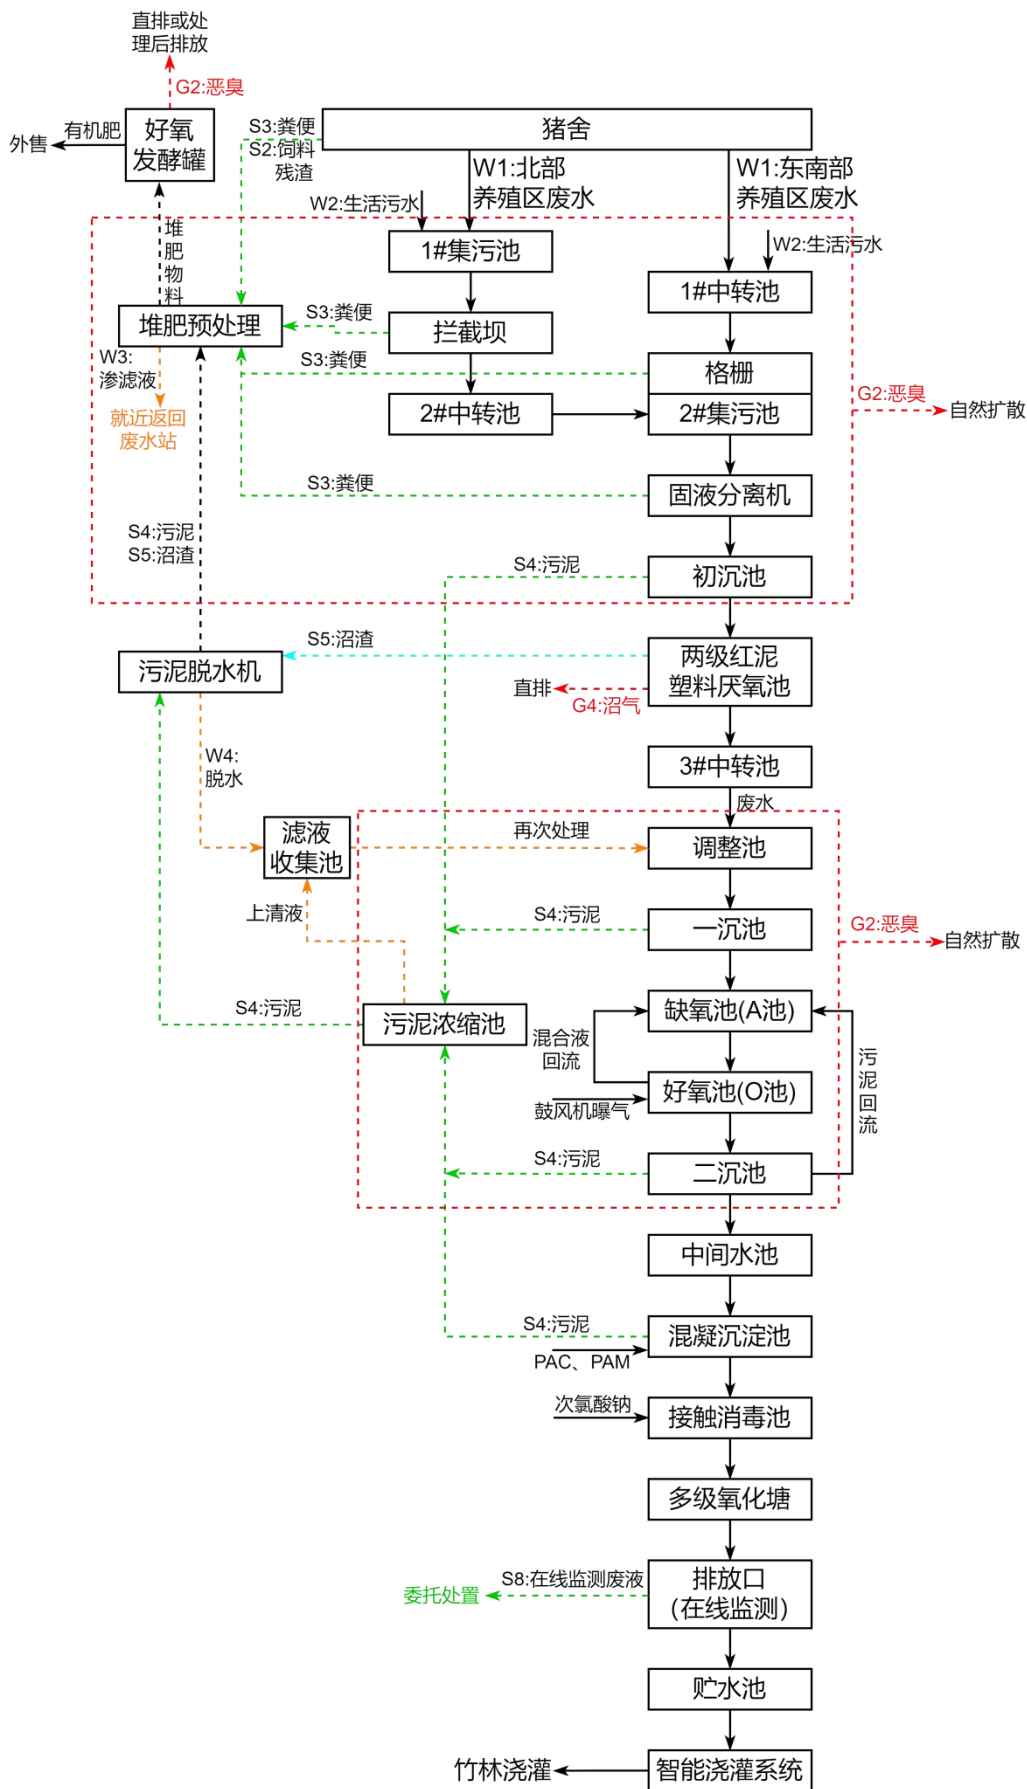 直排或处
理后排放
G2:恶臭
有机肥
外售
好氧
发酵罐
S3:粪便
S2:饲料
残渣
猪舍
W1:北部
养殖区废水
W1:东南部
养殖区废水
W2:生活污水
W2:生活污水
堆
肥
物
料
1#集污池
1#中转池
堆肥预处理
S3:粪便
拦截坝
W3:
渗滤液
S3:粪便
格栅
就近返回
废水站
2#中转池
2#集污池
G2:恶臭
自然扩散
S3:粪便
固液分离机
S4:污泥
S5:沼渣
S4:污泥
初沉池
污泥脱水机
S5:沼渣
两级红泥
塑料厌氧池
直排
G4:沼气
W4:
脱水
3#中转池
废水
滤液
收集池
再次处理
调整池
上清液
S4:污泥
一沉池
G2:恶臭
自然扩散
S4:污泥
污泥浓缩池
缺氧池(A池)
混合液
回流
好氧池(O池)
鼓风机曝气
污
泥
回
流
S4:污泥
二沉池
中间水池
S4:污泥
混凝沉淀池
PAC、PAM
次氯酸钠
接触消毒池
多级氧化塘
S8:在线监测废液
委托处置
排放口
(在线监测)
贮水池
竹林浇灌
智能浇灌系统